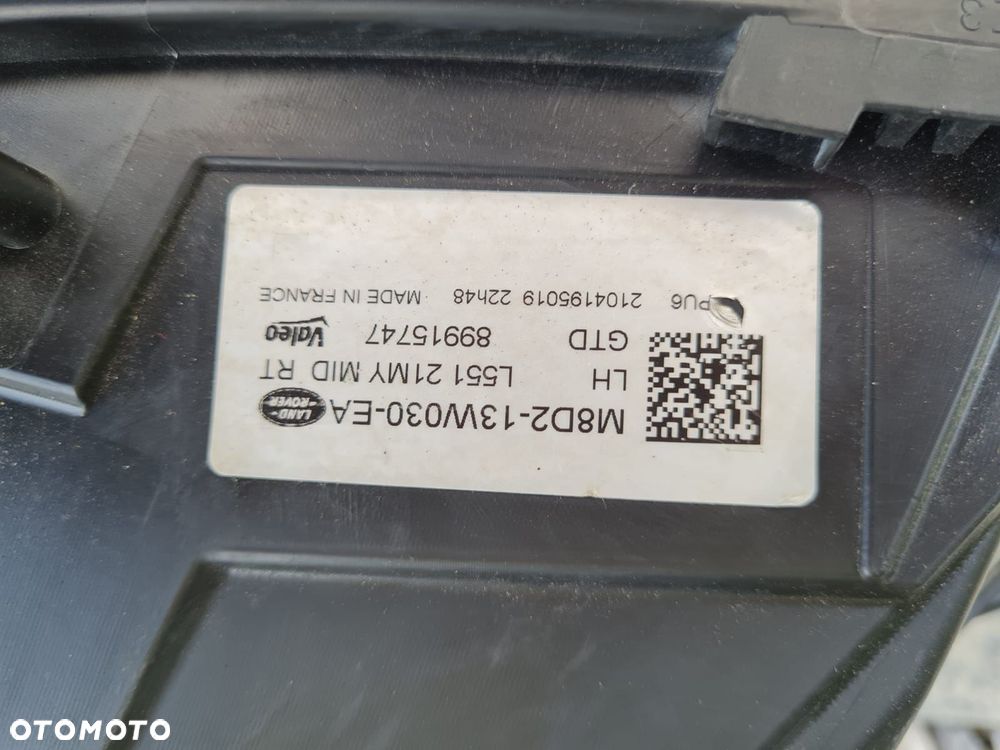 M8D2-13W030-EA LAND ROVER
LH L551 21MY MID RT
GTD 89915747 Valeo
PU6 2104195019 22h48 MADE IN FRANCE
OTOMOTO